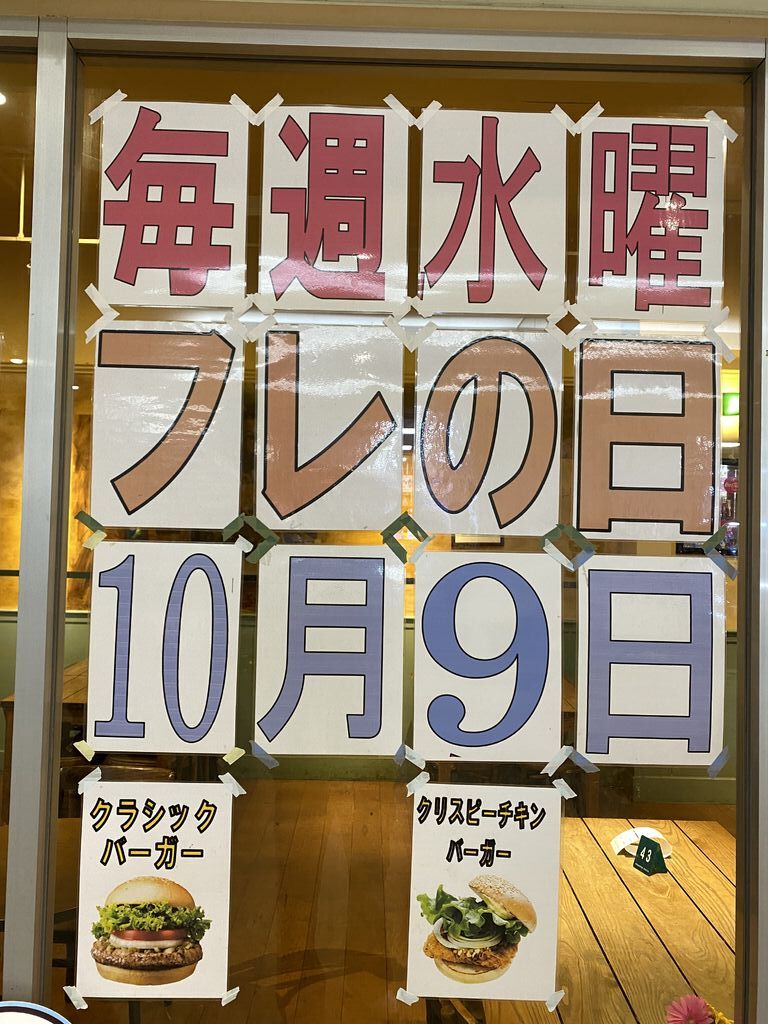 毎週水曜
フレの日
10月9日
クラシック
バーガー
クリスピーチキン
バーガー
43